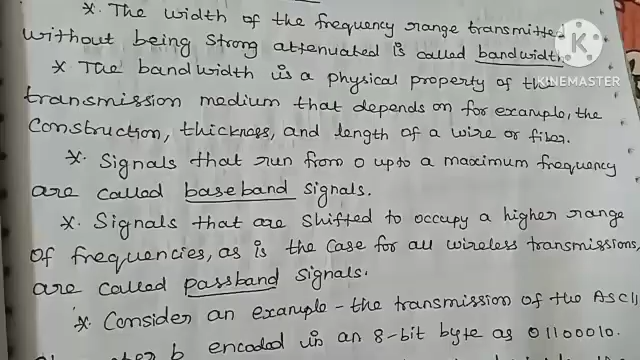 *. The width of the frequency range transmitted
without being strong attenuated is called bandwidth
* The bandwidth is a physical property of the
transmission medium that depends on for example, the
construction, thickness, and length of a wire or fiber.
*. Signals that run from 0 upto a maximum frequency
are called baseband signals.
*. Signals that are shifted to occupy a higher range
of frequencies, as is the case for all wireless transmissions,
are called passband signals.
*. Consider an example - the transmission of the ASCII
b encoded in an 8-bit byte as 01100010.
K
KINEMASTER